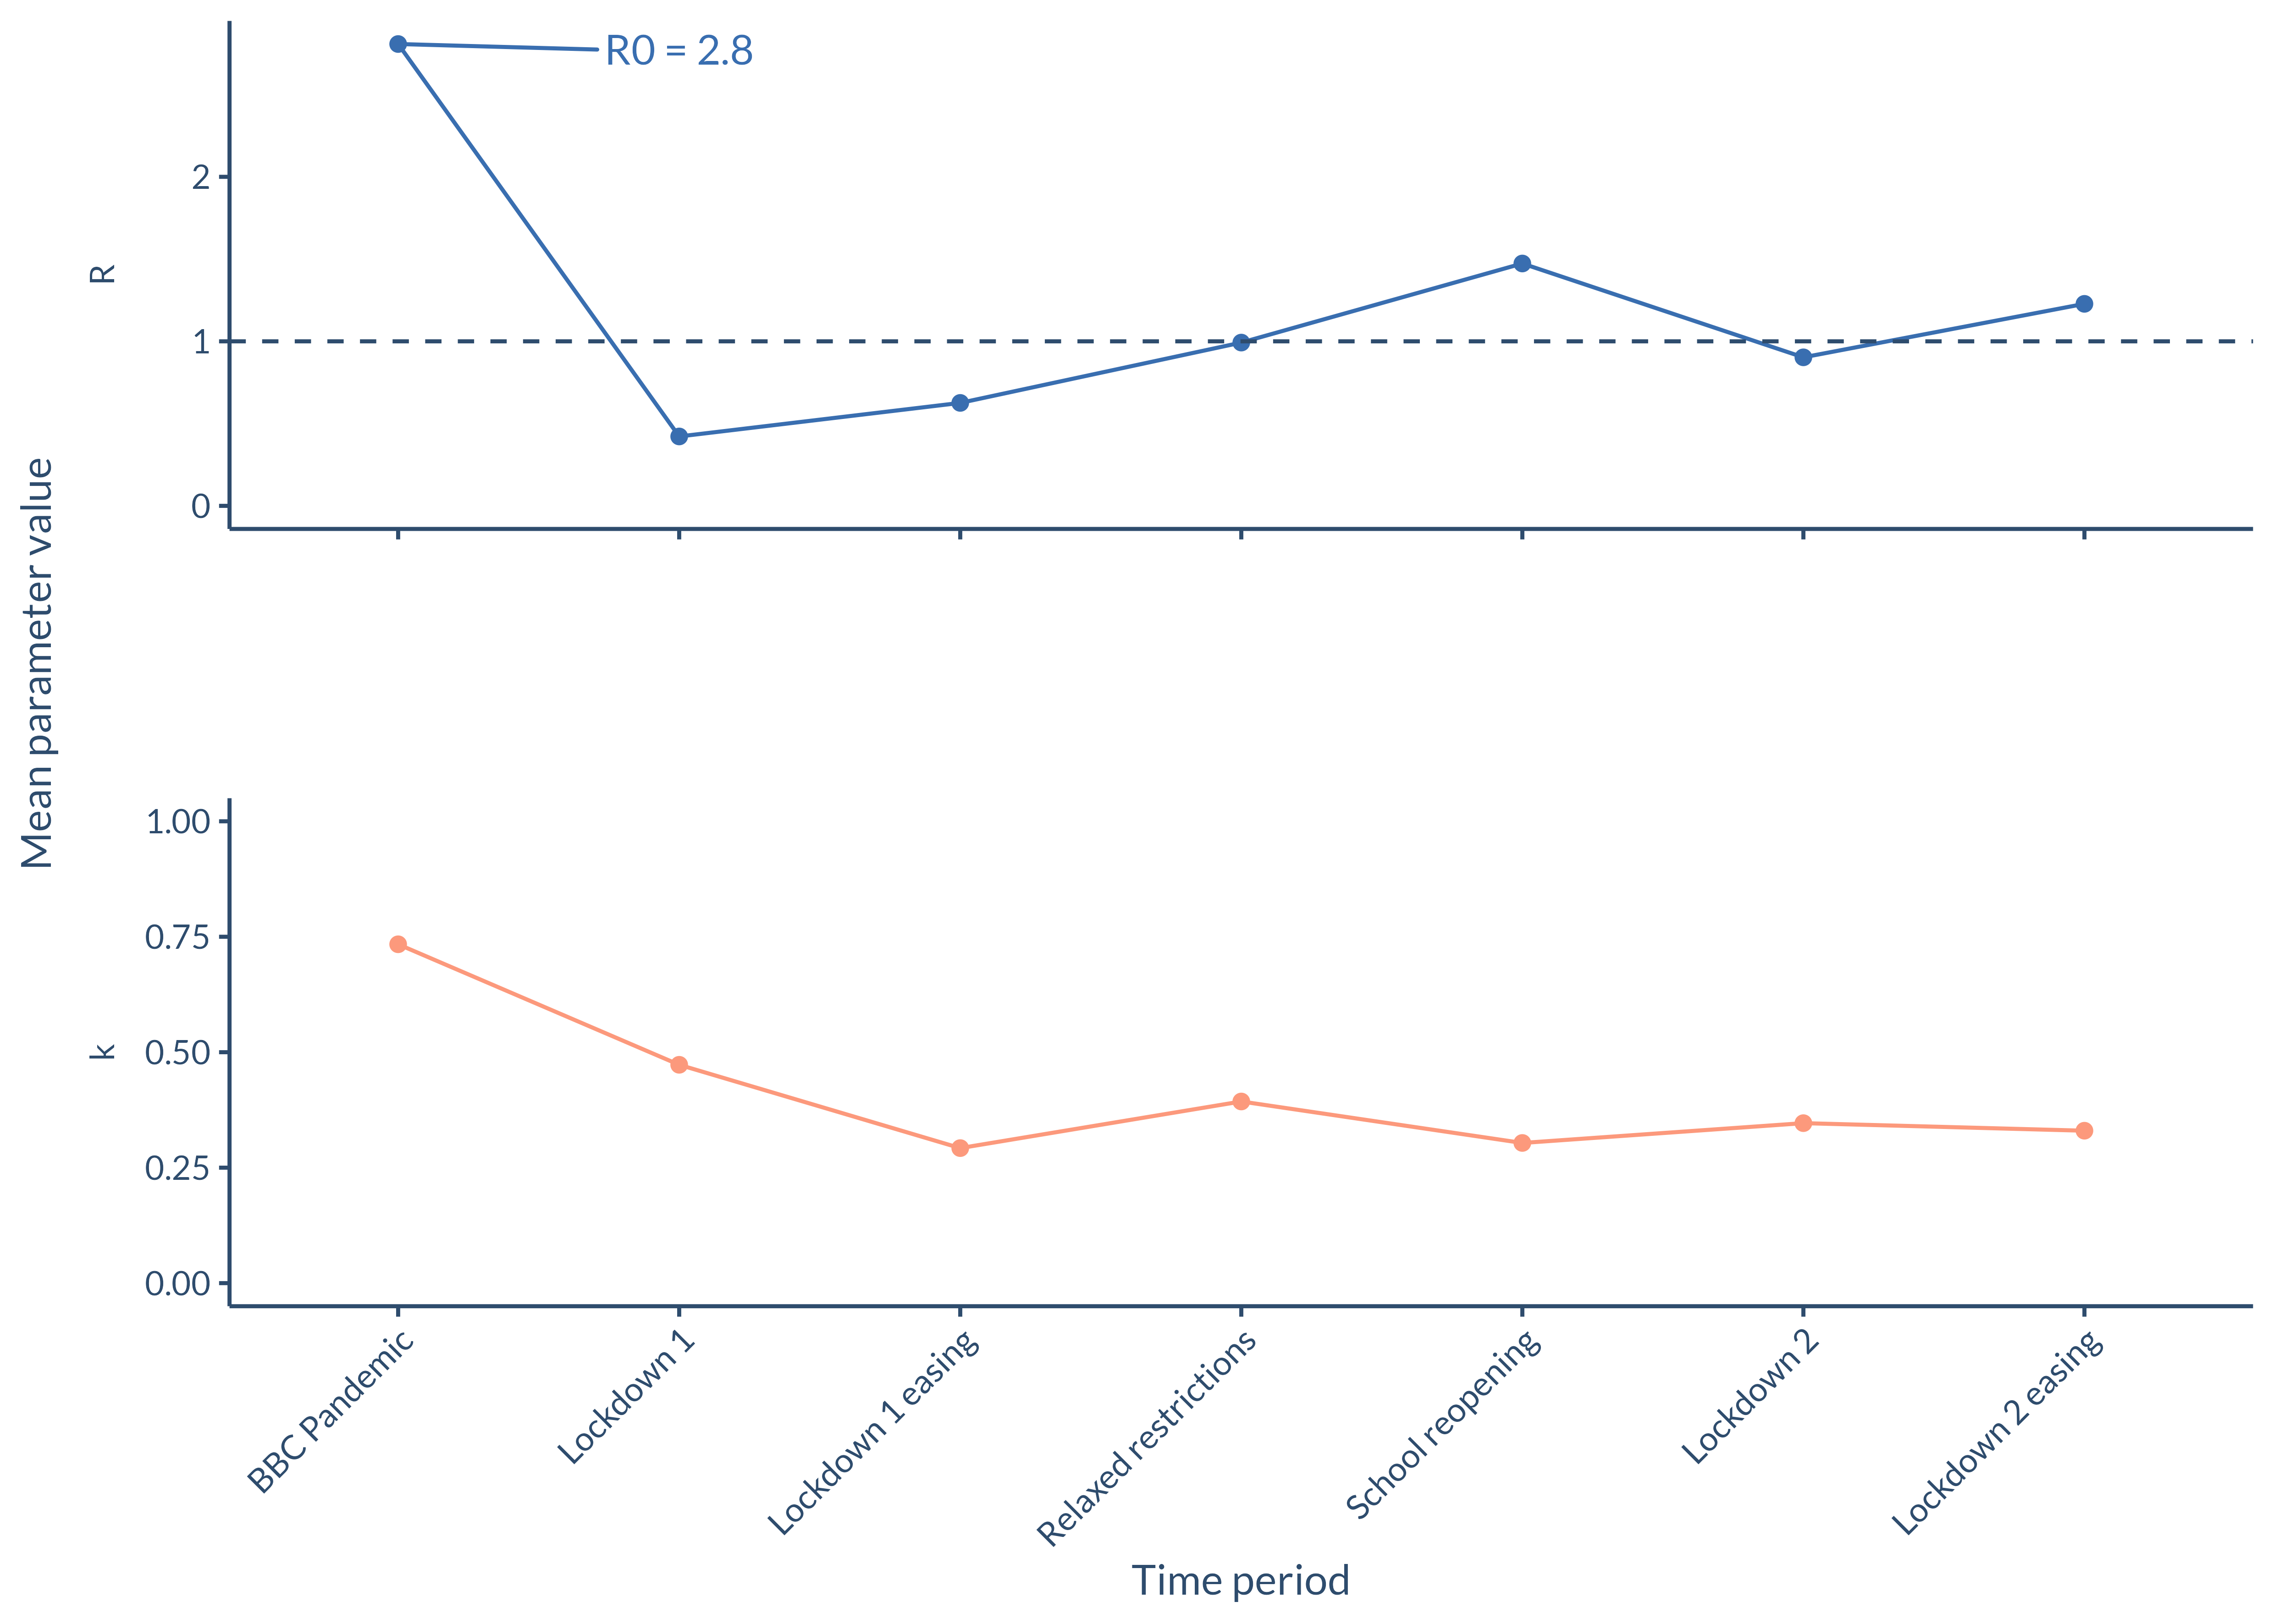 Mean parameter value
R
2
1
0
R0 = 2.8
k
1.00
0.75
0.50
0.25
0.00
BBC Pandemic
Lockdown 1
Lockdown 1 easing
Relaxed restrictions
School reopening
Lockdown 2
Lockdown 2 easing
Time period